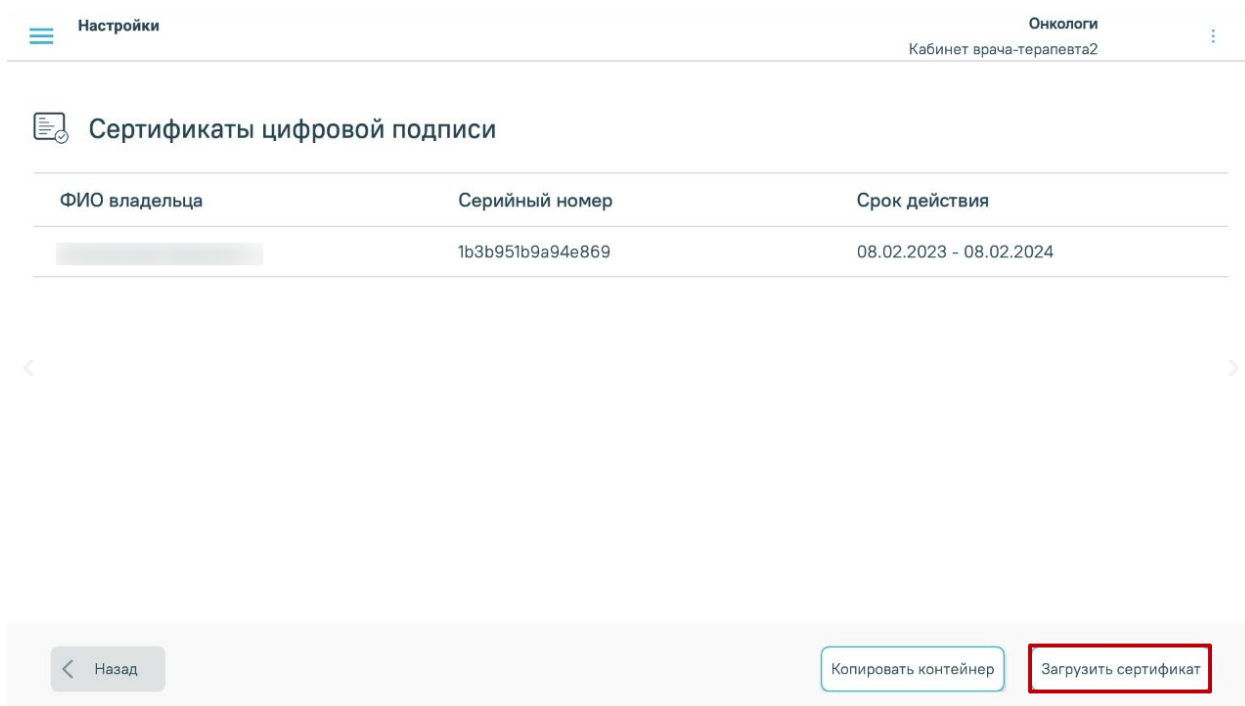 Настройки
Онкологи
Кабинет врача-терапевта2
Сертификаты цифровой подписи
ФИО владельца Серийный номер Срок действия
1b3b951b9a94e869 08.02.2023 - 08.02.2024
Назад Копировать контейнер Загрузить сертификат